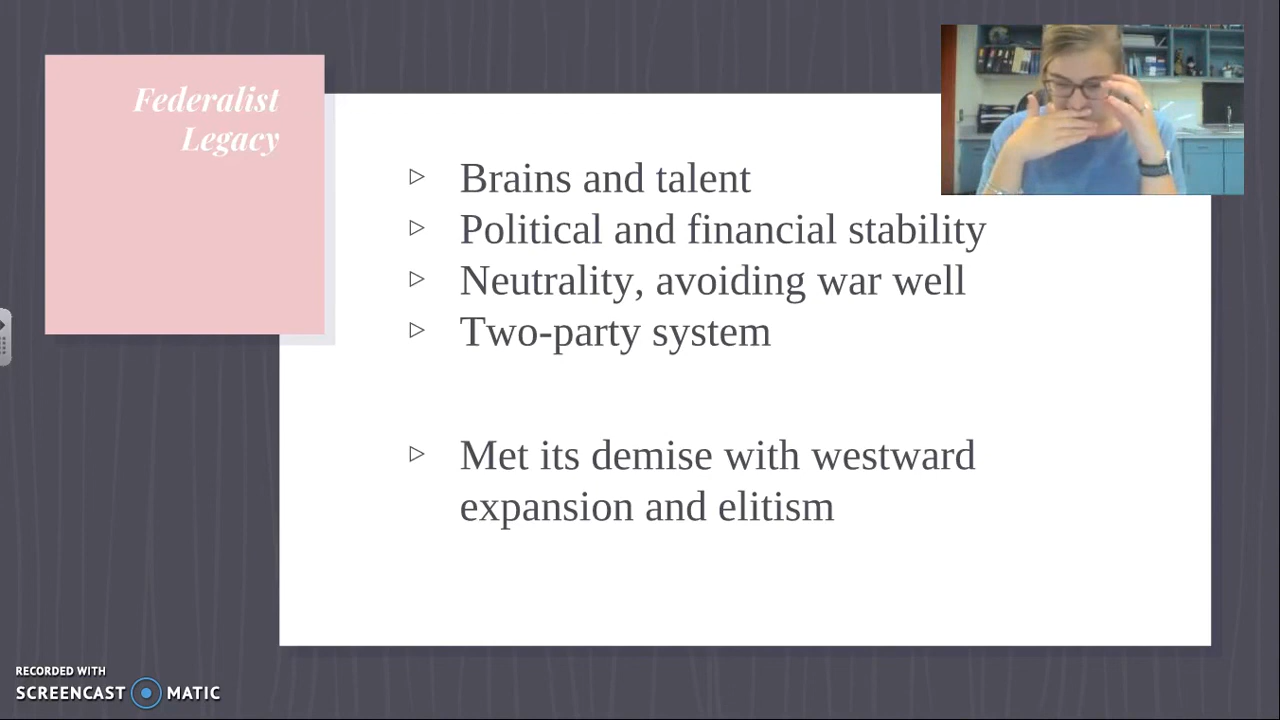 Federalist
Legacy
▷ Brains and talent
▷ Political and financial stability
▷ Neutrality, avoiding war well
▷ Two-party system
▷ Met its demise with westward
expansion and elitism
RECORDED WITH
SCREENCAST MATIC